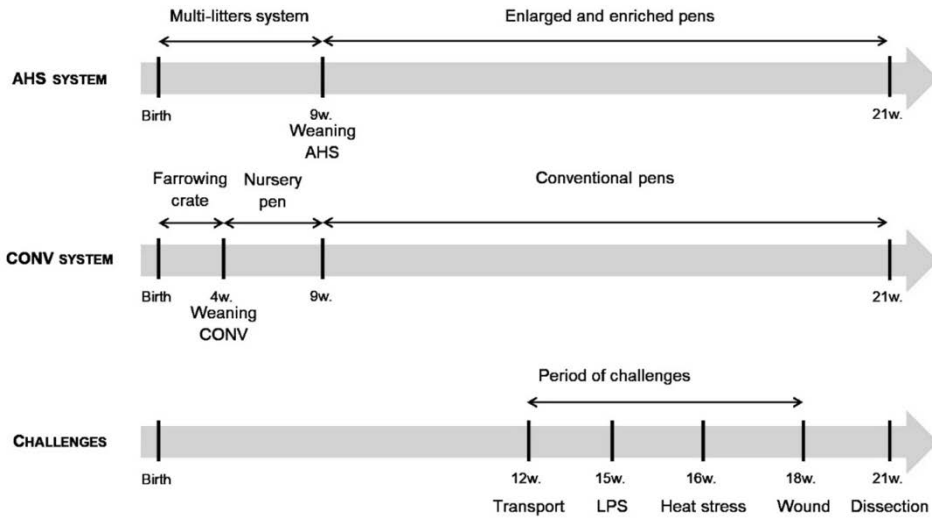 Multi-litters system
Enlarged and enriched pens
AHS SYSTEM
Birth
9w.
21w.
Weaning
AHS
Farrowing
crate
Nursery
pen
Conventional pens
CONV SYSTEM
Birth
4w.
9w.
21w.
Weaning
CONV
Period of challenges
CHALLENGES
Birth
12w.
15w.
16w.
18w.
21w.
Transport
LPS
Heat stress
Wound
Dissection